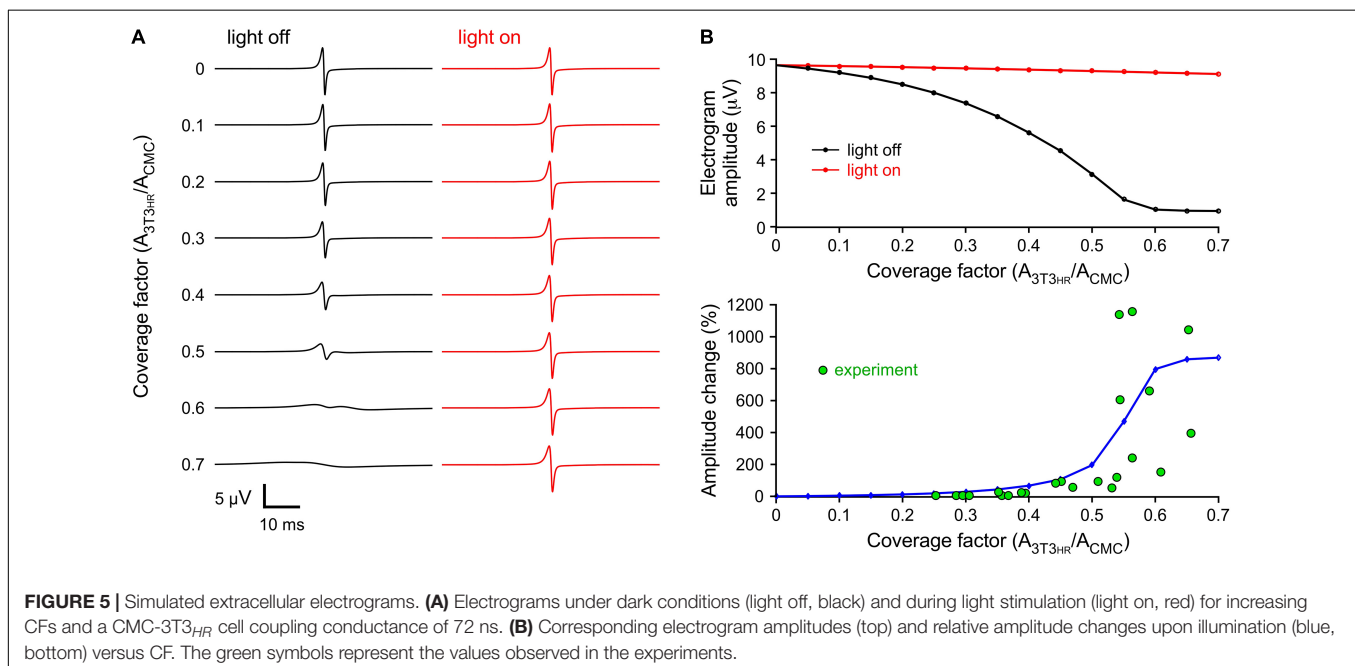 A
light off
light on
Coverage factor (A3T3HR/ACMC)
0
0.1
0.2
0.3
0.4
0.5
0.6
0.7
5 µV
10 ms
B
Electrogram
amplitude (µV)
10
8
6
4
2
0
light off
light on
0 0.1 0.2 0.3 0.4 0.5 0.6 0.7
Coverage factor (A3T3HR/ACMC)
Amplitude change (%)
1200
1000
800
600
400
200
0
experiment
0 0.1 0.2 0.3 0.4 0.5 0.6 0.7
Coverage factor (A3T3HR/ACMC)
FIGURE 5 | Simulated extracellular electrograms. (A) Electrograms under dark conditions (light off, black) and during light stimulation (light on, red) for increasing
CFs and a CMC-3T3HR cell coupling conductance of 72 ns. (B) Corresponding electrogram amplitudes (top) and relative amplitude changes upon illumination (blue,
bottom) versus CF. The green symbols represent the values observed in the experiments.